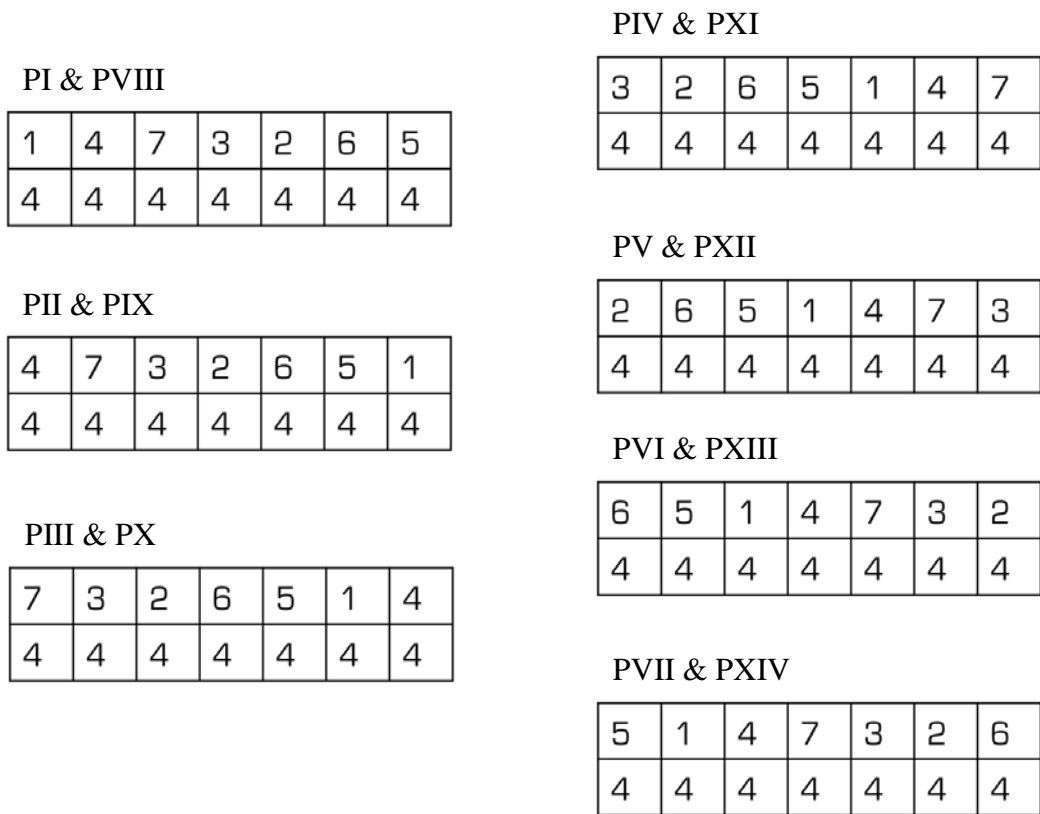 PI & PVIII
1 4 7 3 2 6 5
4 4 4 4 4 4 4
PII & PIX
4 7 3 2 6 5 1
4 4 4 4 4 4 4
PIII & PX
7 3 2 6 5 1 4
4 4 4 4 4 4 4
PIV & PXI
3 2 6 5 1 4 7
4 4 4 4 4 4 4
PV & PXII
2 6 5 1 4 7 3
4 4 4 4 4 4 4
PVI & PXIII
6 5 1 4 7 3 2
4 4 4 4 4 4 4
PVII & PXIV
5 1 4 7 3 2 6
4 4 4 4 4 4 4